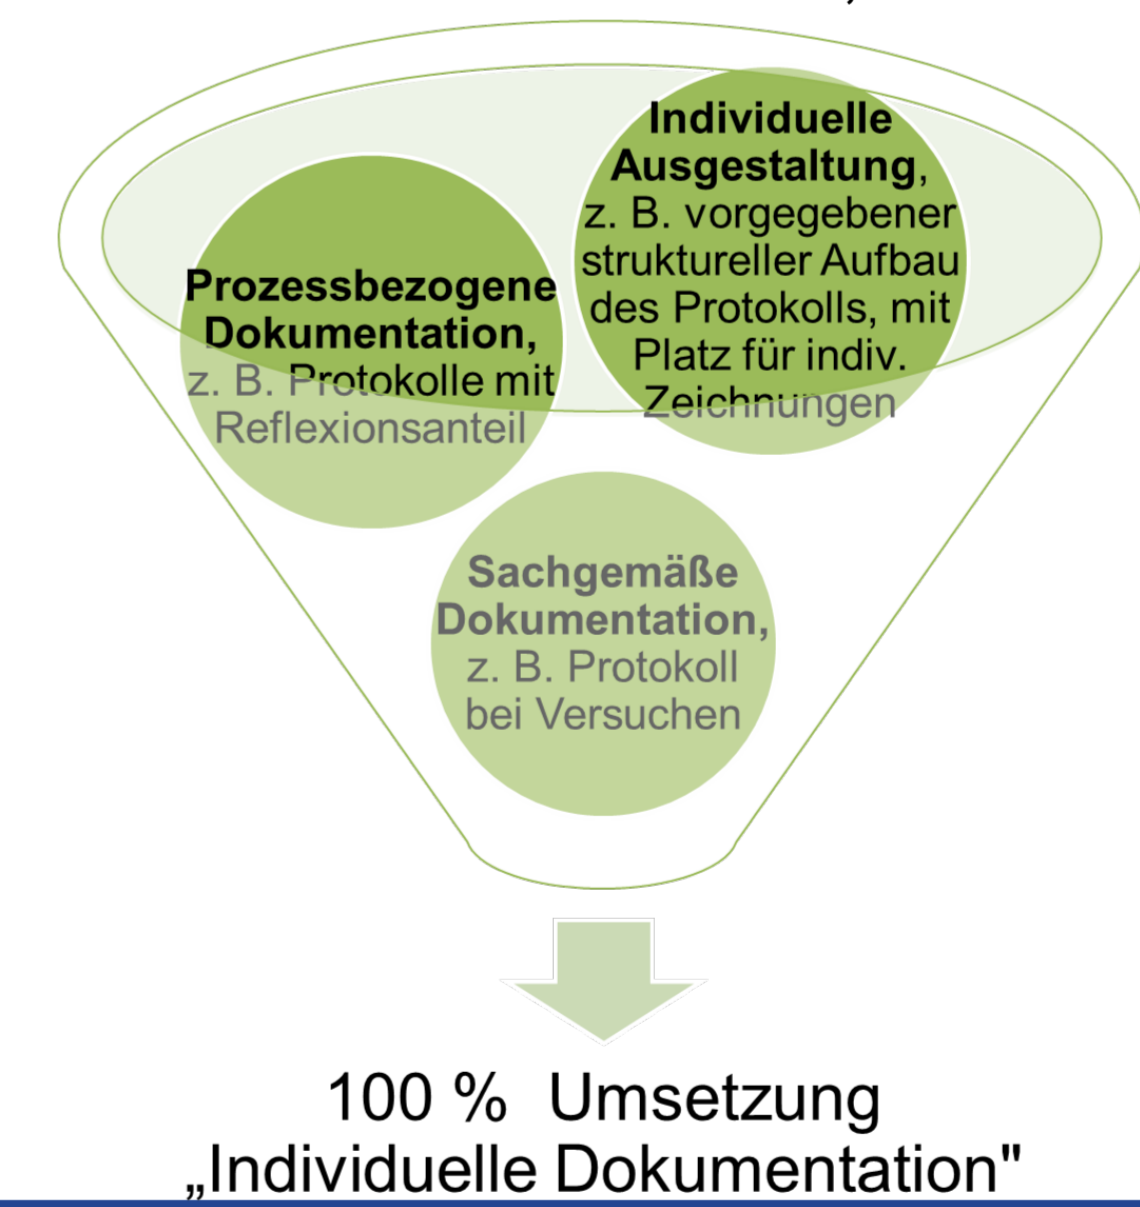 Prozessbezogene
Dokumentation,
z. B. Protokolle mit
Reflexionsanteil
Individuelle
Ausgestaltung,
z. B. vorgegebener
struktureller Aufbau
des Protokolls, mit
Platz für indiv.
Zeichnungen
Sachgemäße
Dokumentation,
z. B. Protokoll
bei Versuchen
100 % Umsetzung
„Individuelle Dokumentation"